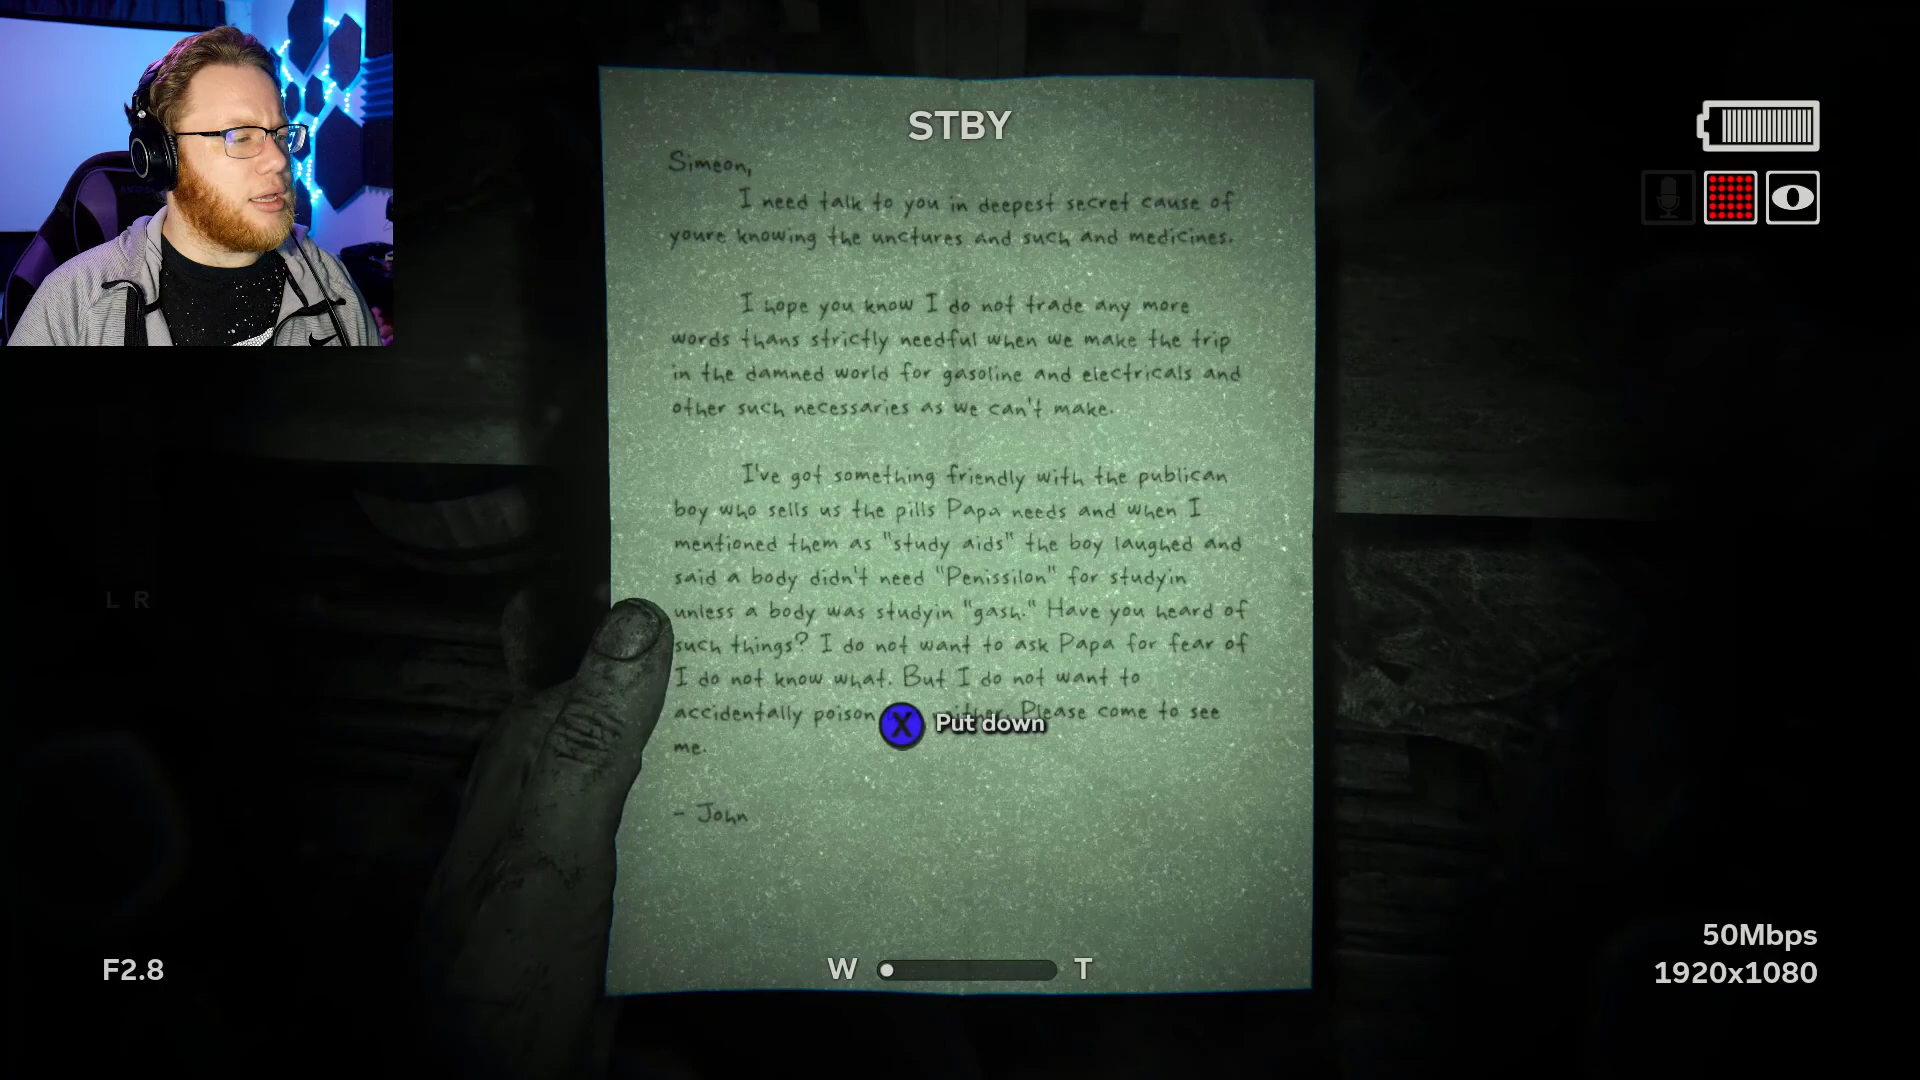 STBY
Simeon,
I need talk to you in deepest secret cause of
youre knowing the unctures and such and medicines.
I hope you know I do not trade any more
words thans strictly needful when we make the trip
in the damned world for gasoline and electricals and
other such necessaries as we can't make.
I've got something friendly with the publican
boy who sells us the pills Papa needs and when I
mentioned them as "study aids" the boy laughed and
said a body didn't need "Penissilon" for studyin
unless a body was studyin "gash." Have you heard of
such things? I do not want to ask Papa for fear of
I do not know what. But I do not want to
accidentally poison Please come to see
me.
- John
X Put down
L R
F2.8
W T
50Mbps
1920x1080